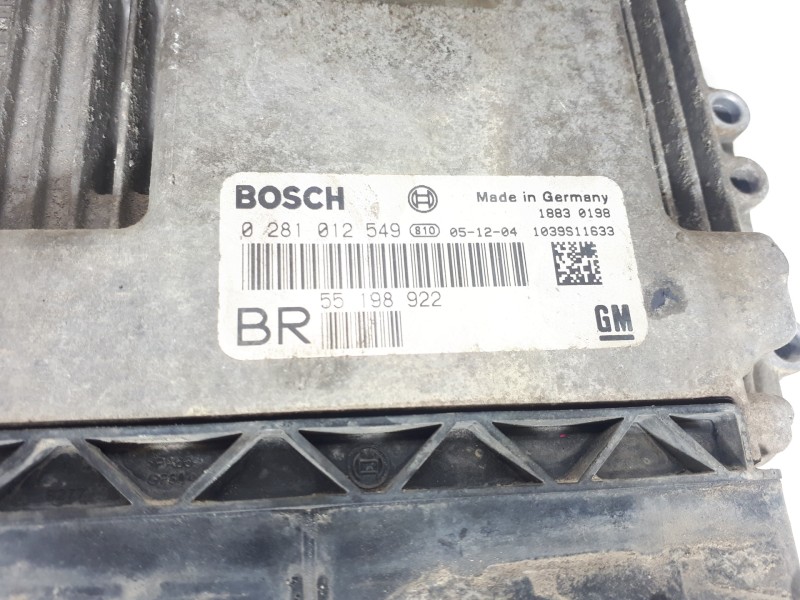 BOSCH Made in Germany
1883 0198
0 281 012 549 810 05-12-04 1039S11633
55 198 922
BR GM